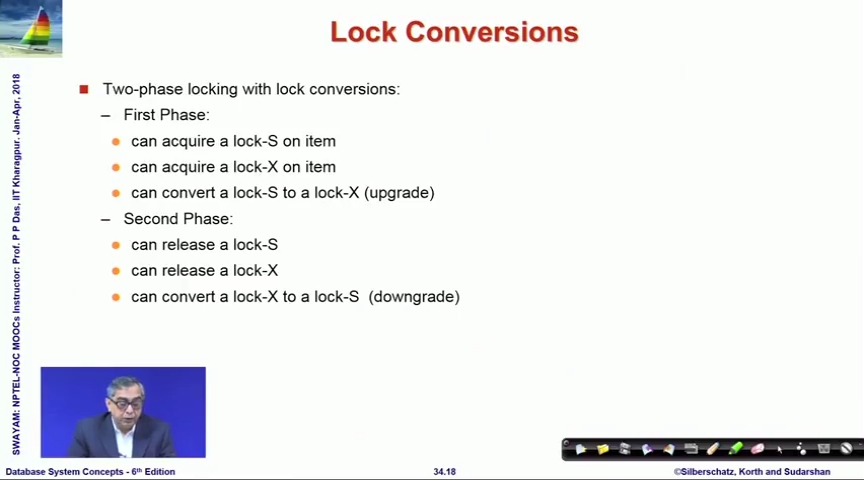 Lock Conversions
■ Two-phase locking with lock conversions:
– First Phase:
● can acquire a lock-S on item
● can acquire a lock-X on item
● can convert a lock-S to a lock-X (upgrade)
– Second Phase:
● can release a lock-S
● can release a lock-X
● can convert a lock-X to a lock-S (downgrade)
SWAYAM: NPTEL-NOC MOOCs Instructor: Prof. P P Das, IIT Kharagpur. Jan-Apr, 2018
Database System Concepts - 6th Edition
34.18
©Silberschatz, Korth and Sudarshan